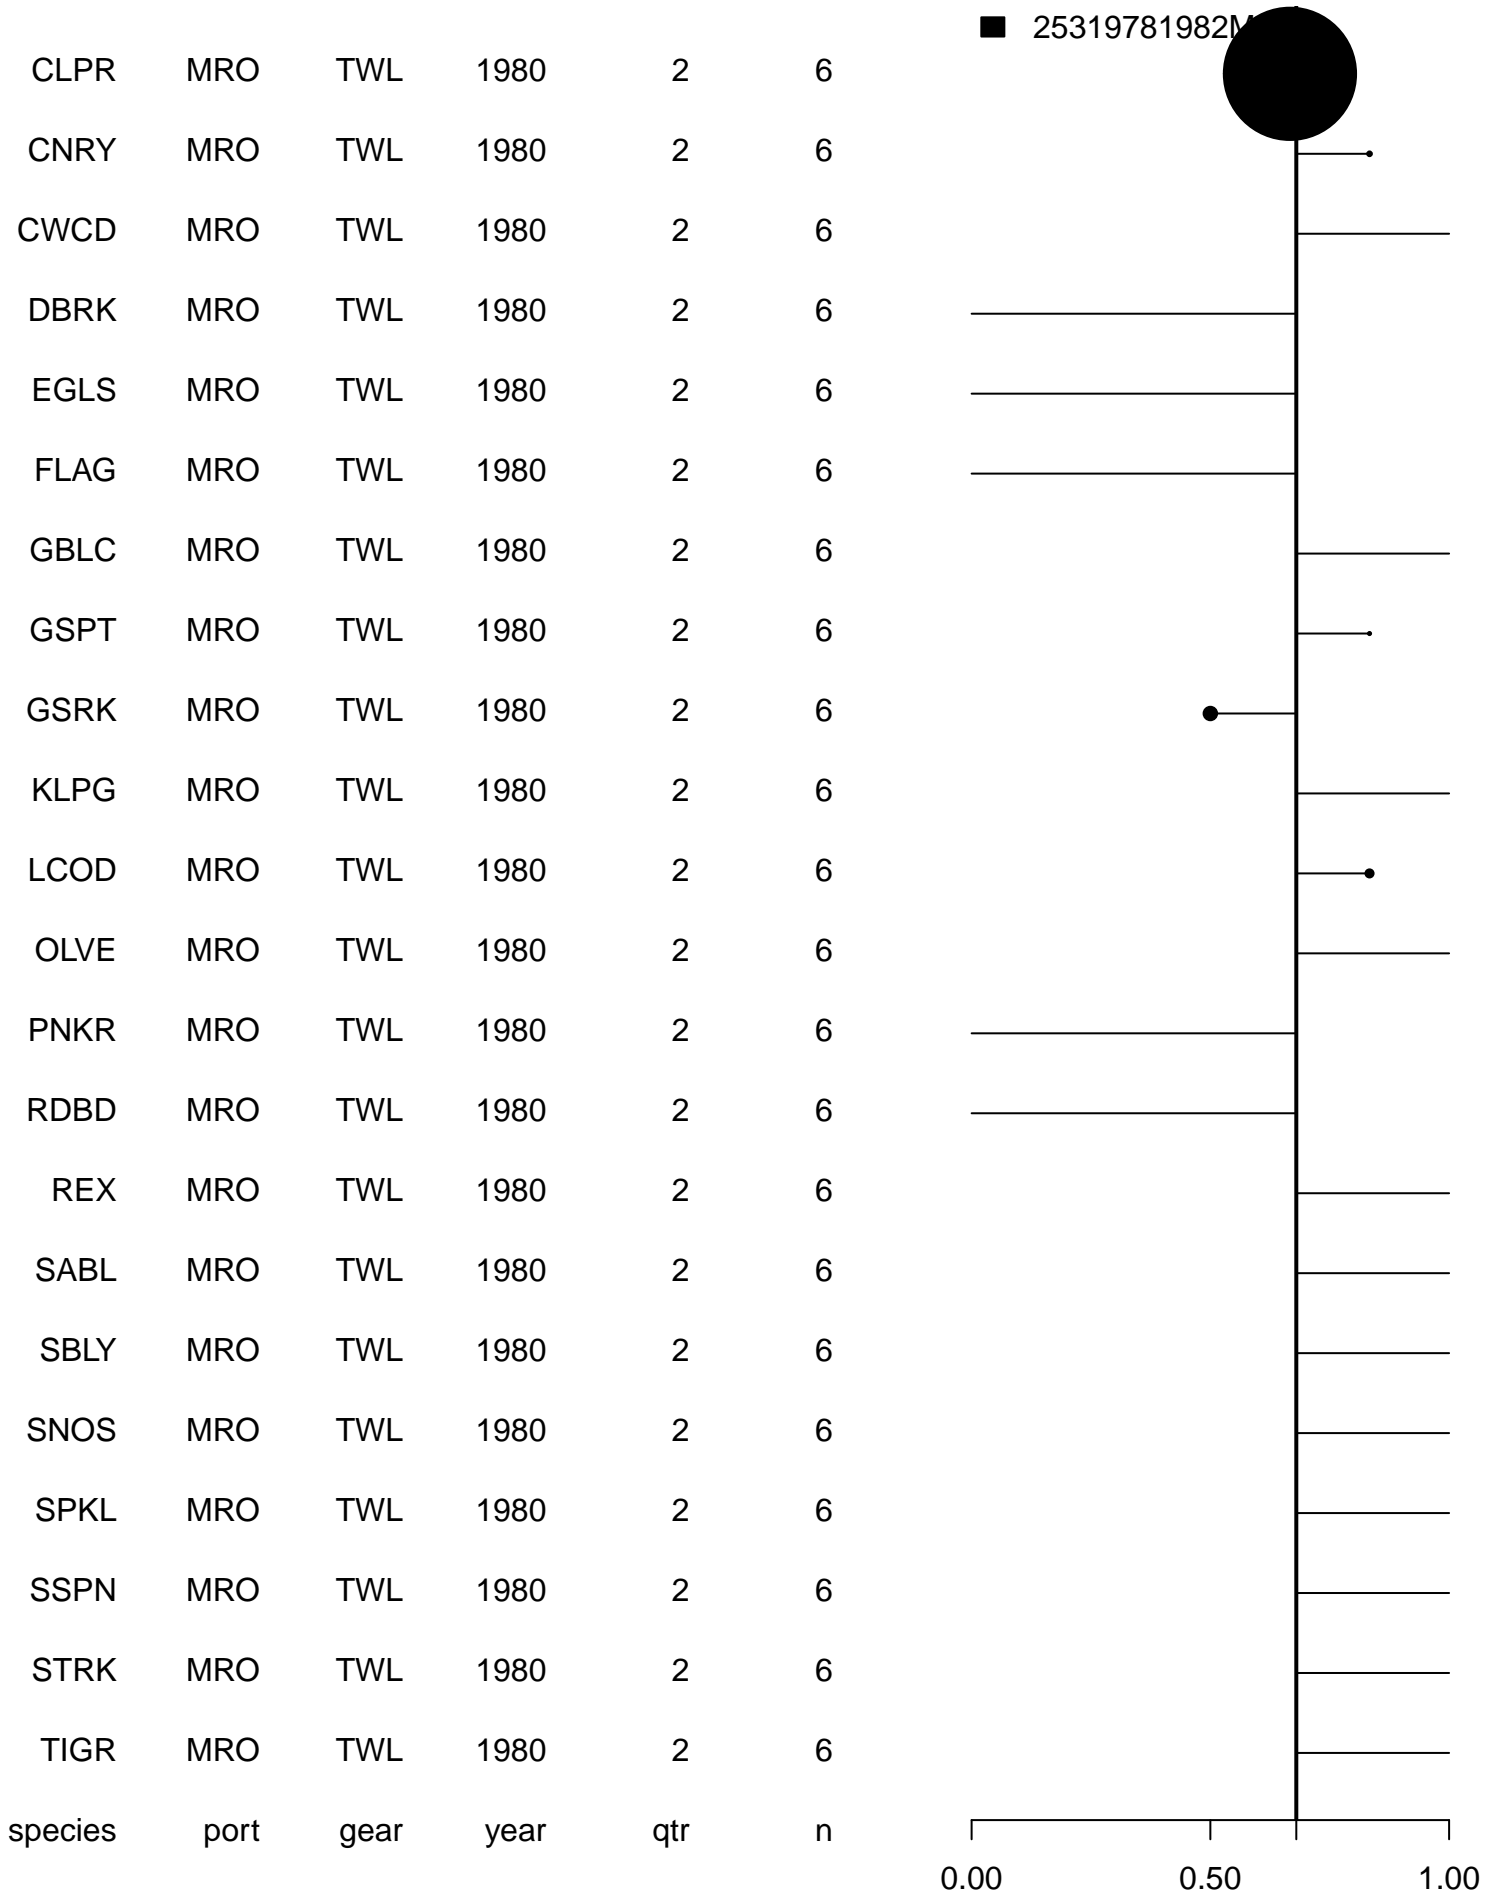 25319781982M
CLPR MRO TWL 1980 2 6
CNRY MRO TWL 1980 2 6
CWCD MRO TWL 1980 2 6
DBRK MRO TWL 1980 2 6
EGLS MRO TWL 1980 2 6
FLAG MRO TWL 1980 2 6
GBLC MRO TWL 1980 2 6
GSPT MRO TWL 1980 2 6
GSRK MRO TWL 1980 2 6
KLPG MRO TWL 1980 2 6
LCOD MRO TWL 1980 2 6
OLVE MRO TWL 1980 2 6
PNKR MRO TWL 1980 2 6
RDBD MRO TWL 1980 2 6
REX MRO TWL 1980 2 6
SABL MRO TWL 1980 2 6
SBLY MRO TWL 1980 2 6
SNOS MRO TWL 1980 2 6
SPKL MRO TWL 1980 2 6
SSPN MRO TWL 1980 2 6
STRK MRO TWL 1980 2 6
TIGR MRO TWL 1980 2 6
species port gear year qtr n
0.00 0.50 1.00